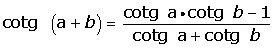 cotg (a+b) = (cotg a•cotg b−1)/(cotg a+cotg b)